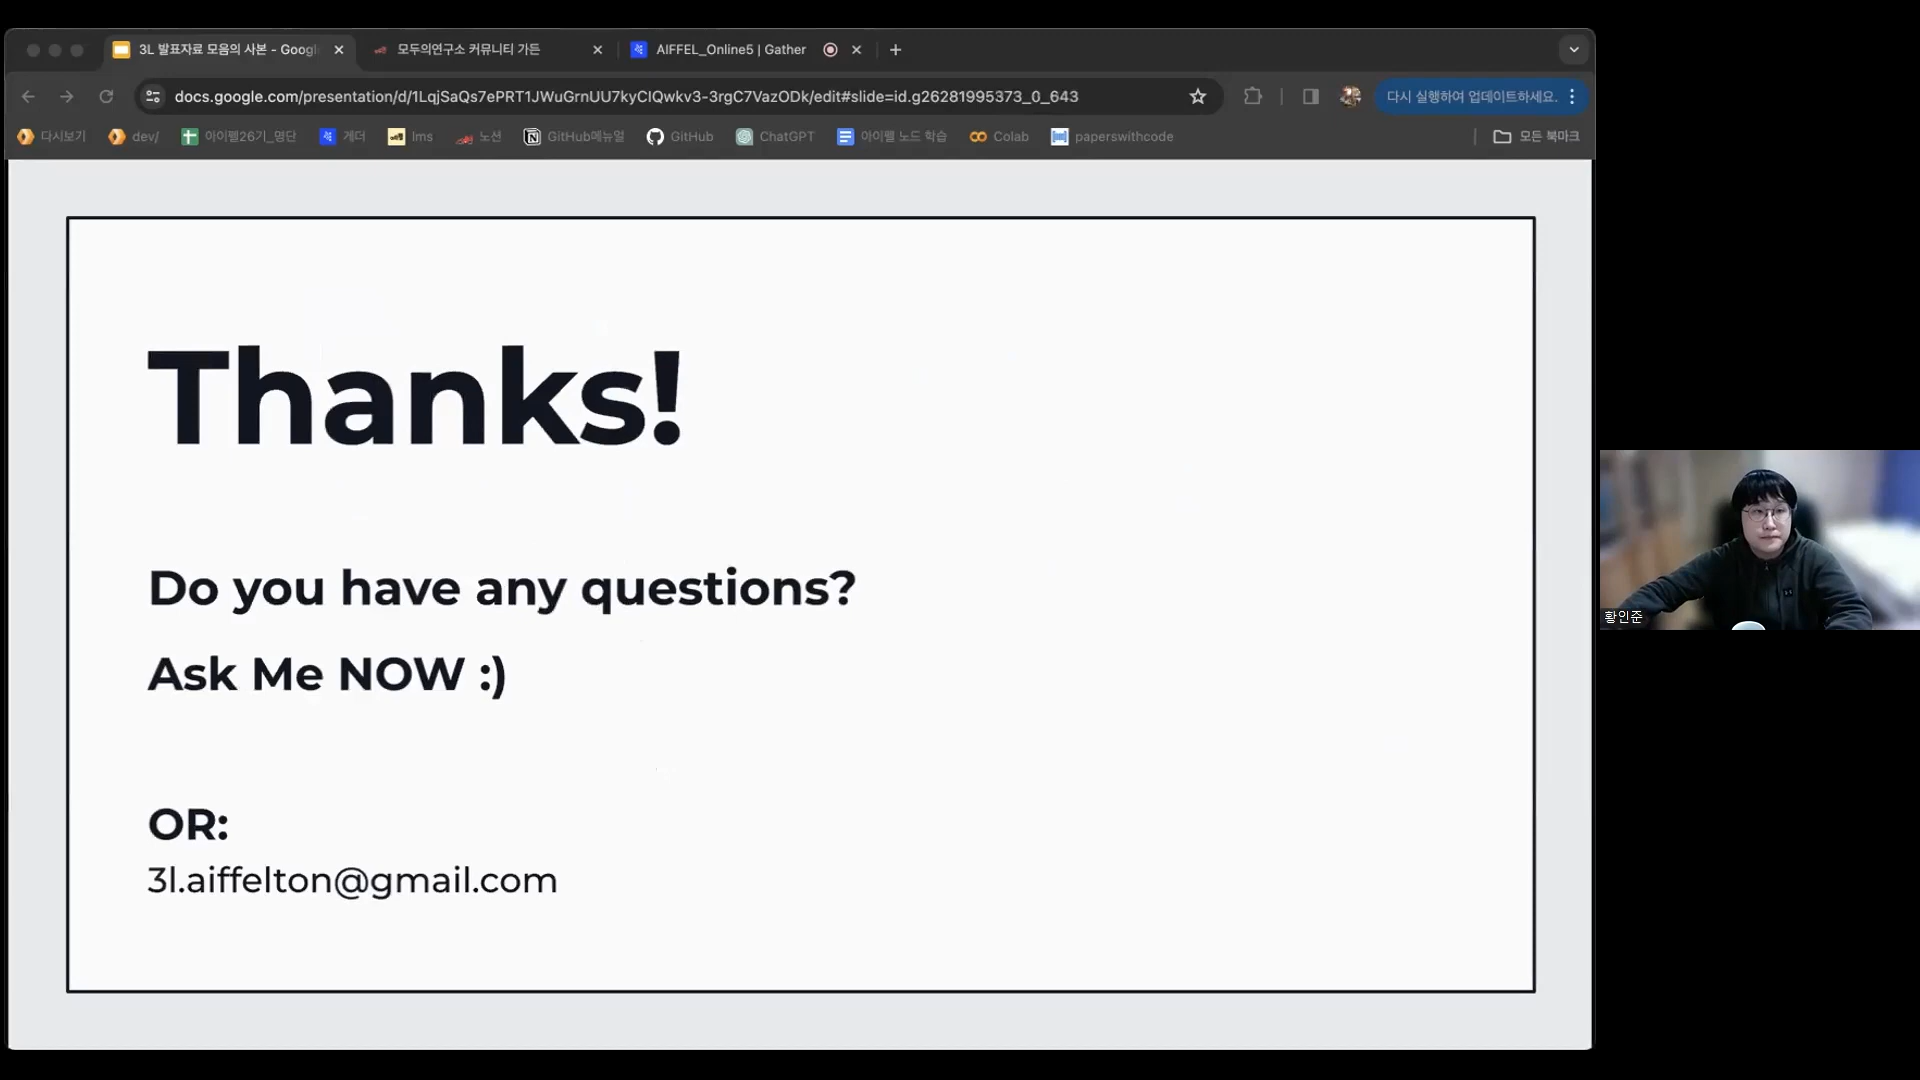 3L 발표자료 모음의 사본 - Googl
모두의연구소 커뮤니티 가든
AIFFEL_Online5 | Gather
docs.google.com/presentation/d/1LqjSaQs7ePRT1JWuGrnUU7kyCIQwkv3-3rgC7VazODk/edit#slide=id.g26281995373_0_643
다시 실행하여 업데이트하세요.
다시보기
dev/
아이펠26기_명단
게더
lms
노션
GitHub메뉴얼
GitHub
ChatGPT
아이펠 노드 학습
Colab
paperswithcode
모든 북마크
Thanks!
Do you have any questions?
Ask Me NOW :)
OR:
3l.aiffelton@gmail.com
황인준